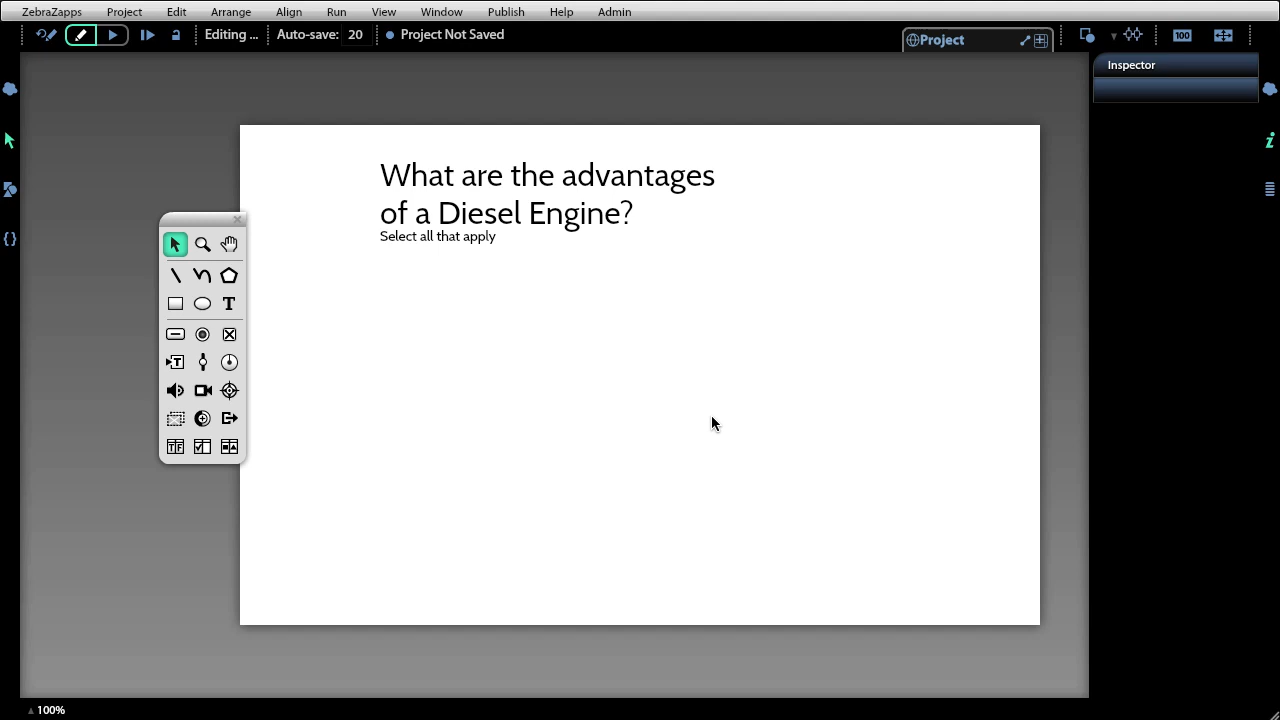 ZebraZapps Project Edit Arrange Align Run View Window Publish Help Admin
Editing ... Auto-save: 20 Project Not Saved
Project
100
Inspector
What are the advantages
of a Diesel Engine?
Select all that apply
T
T
T F
100%